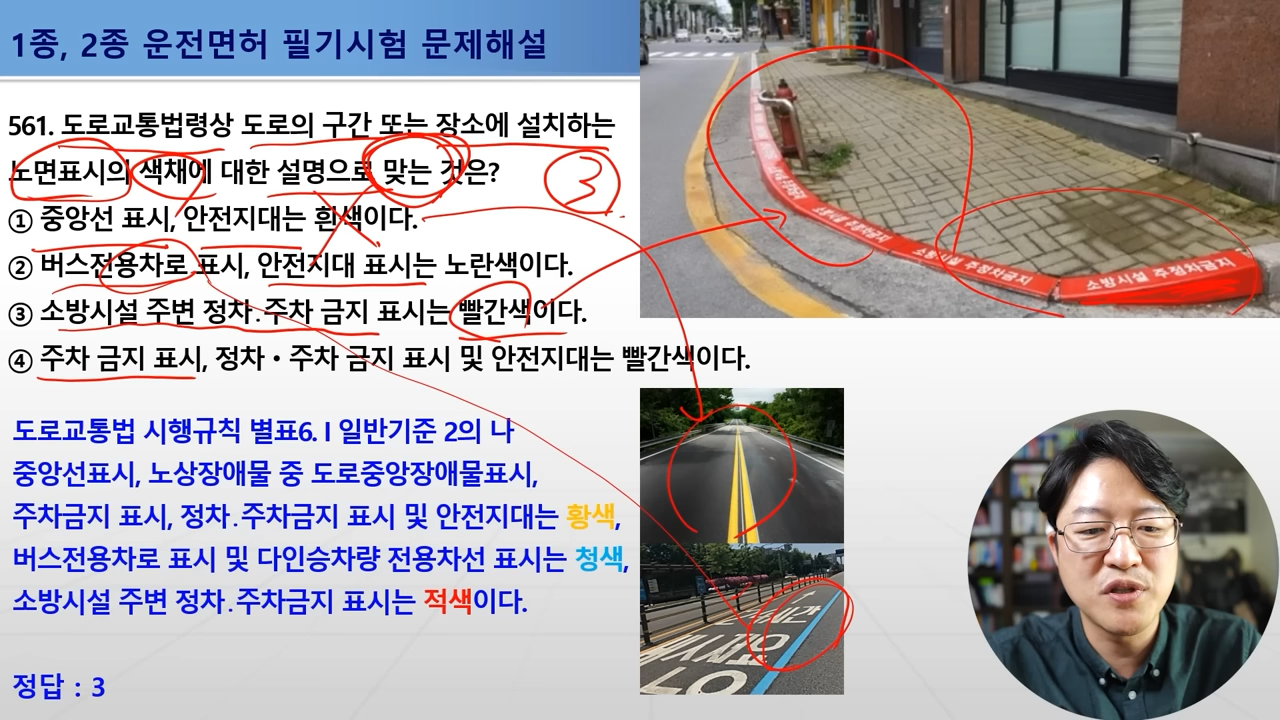 1종, 2종 운전면허 필기시험 문제해설
561. 도로교통법령상 도로의 구간 또는 장소에 설치하는
노면표시의 색채에 대한 설명으로 맞는 것은?
3
① 중앙선 표시, 안전지대는 흰색이다.
② 버스전용차로 표시, 안전지대 표시는 노란색이다.
③ 소방시설 주변 정차․주차 금지 표시는 빨간색이다.
④ 주차 금지 표시, 정차 • 주차 금지 표시 및 안전지대는 빨간색이다.
도로교통법 시행규칙 별표6. I 일반기준 2의 나
중앙선표시, 노상장애물 중 도로중앙장애물표시,
주차금지 표시, 정차․주차금지 표시 및 안전지대는 황색,
버스전용차로 표시 및 다인승차량 전용차선 표시는 청색,
소방시설 주변 정차․주차금지 표시는 적색이다.
정답 : 3
소방시설 주정차금지
소방시설 주정차금지
소방시설 주정차금지